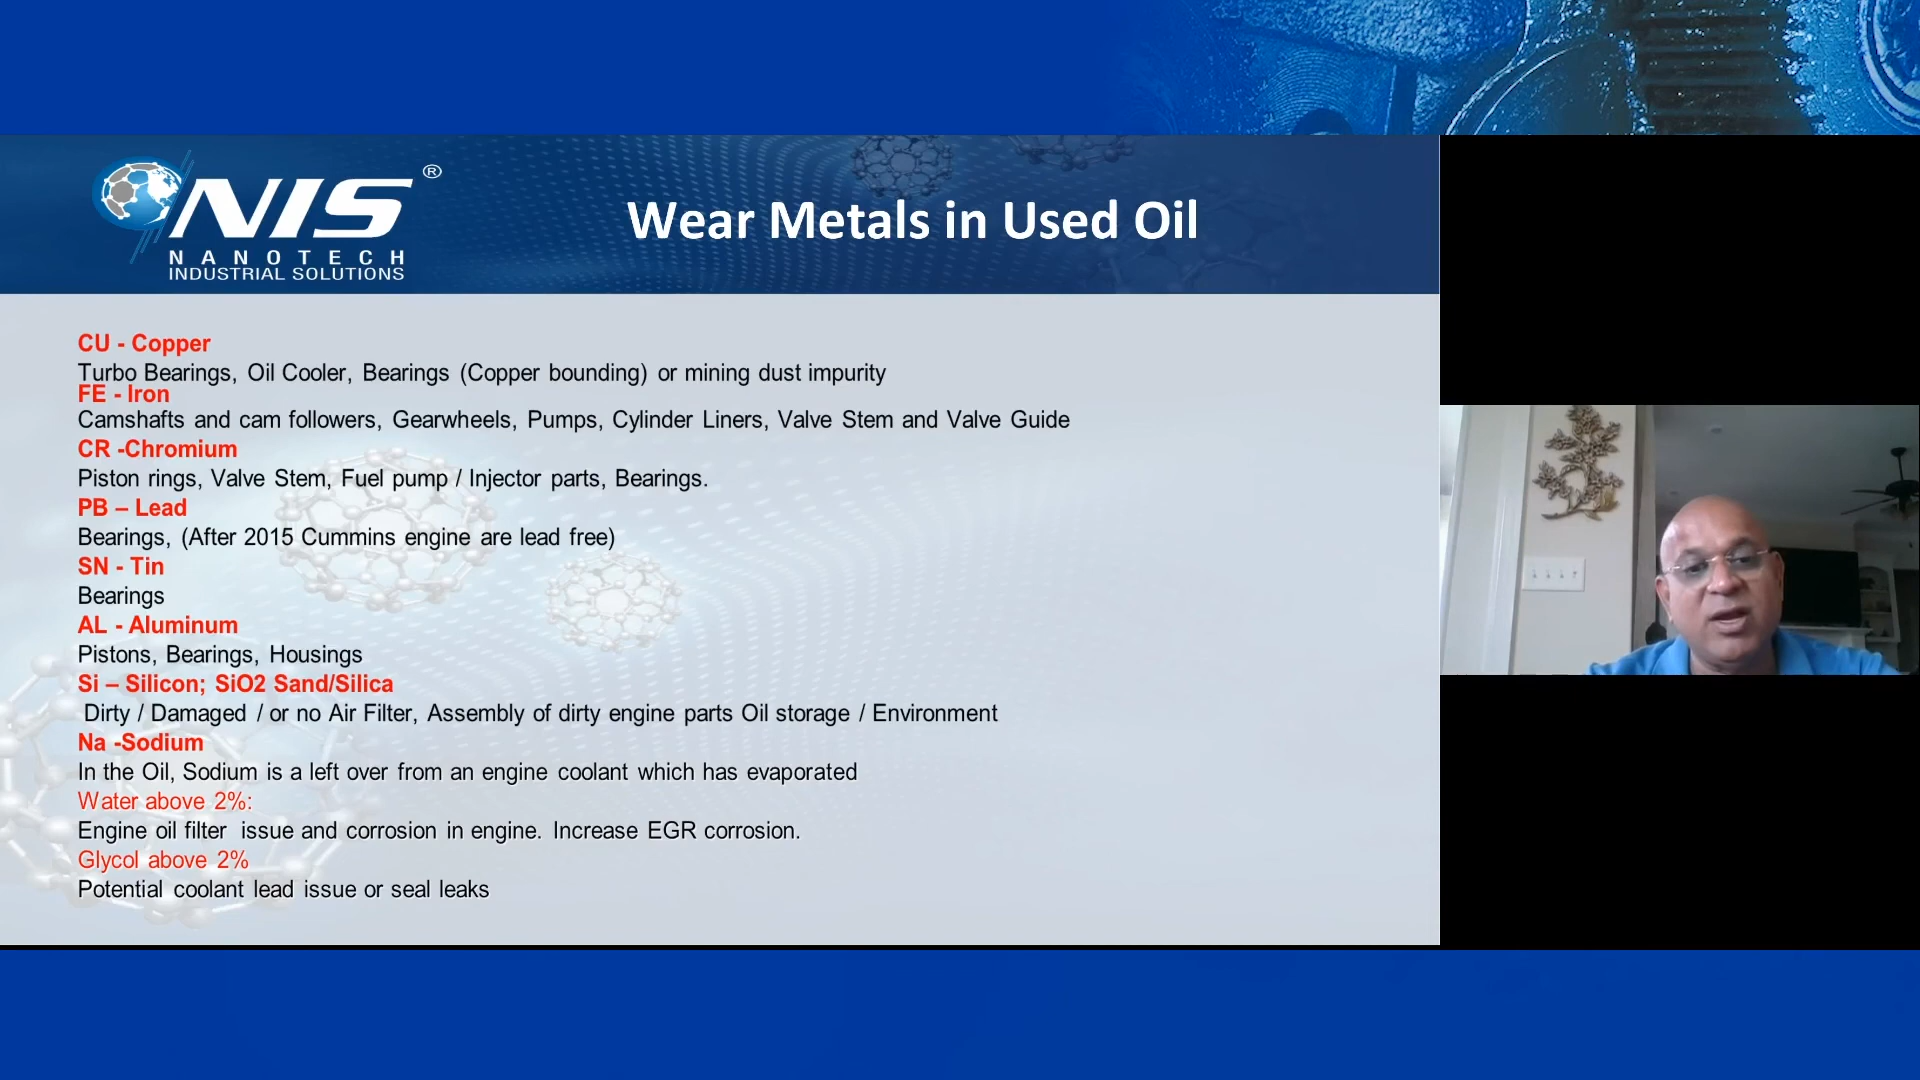 NIS ®
NANOTECH
INDUSTRIAL SOLUTIONS
Wear Metals in Used Oil
CU - Copper
Turbo Bearings, Oil Cooler, Bearings (Copper bounding) or mining dust impurity
FE - Iron
Camshafts and cam followers, Gearwheels, Pumps, Cylinder Liners, Valve Stem and Valve Guide
CR -Chromium
Piston rings, Valve Stem, Fuel pump / Injector parts, Bearings.
PB – Lead
Bearings, (After 2015 Cummins engine are lead free)
SN - Tin
Bearings
AL - Aluminum
Pistons, Bearings, Housings
Si – Silicon; SiO2 Sand/Silica
Dirty / Damaged / or no Air Filter, Assembly of dirty engine parts Oil storage / Environment
Na -Sodium
In the Oil, Sodium is a left over from an engine coolant which has evaporated
Water above 2%:
Engine oil filter issue and corrosion in engine. Increase EGR corrosion.
Glycol above 2%
Potential coolant lead issue or seal leaks